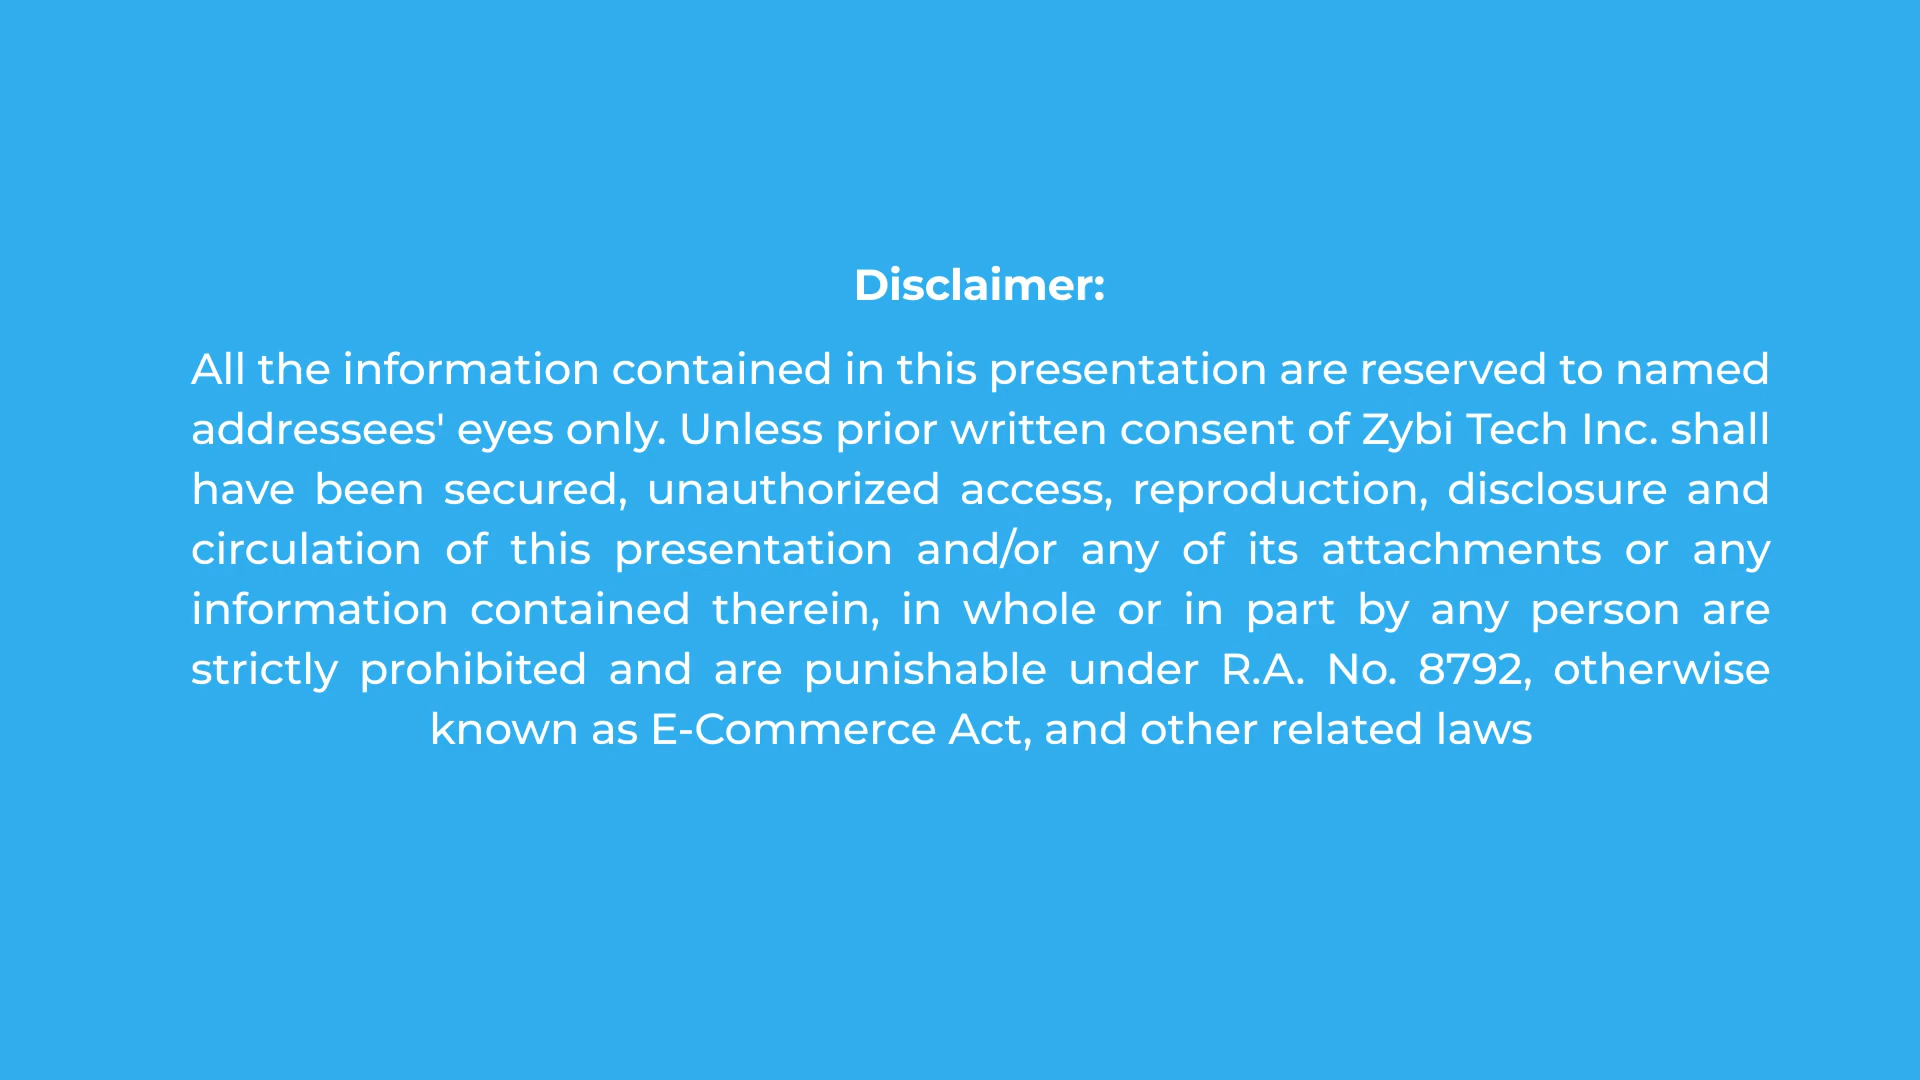 Disclaimer:
All the information contained in this presentation are reserved to named
addressees' eyes only. Unless prior written consent of Zybi Tech Inc. shall
have been secured, unauthorized access, reproduction, disclosure and
circulation of this presentation and/or any of its attachments or any
information contained therein, in whole or in part by any person are
strictly prohibited and are punishable under R.A. No. 8792, otherwise
known as E-Commerce Act, and other related laws